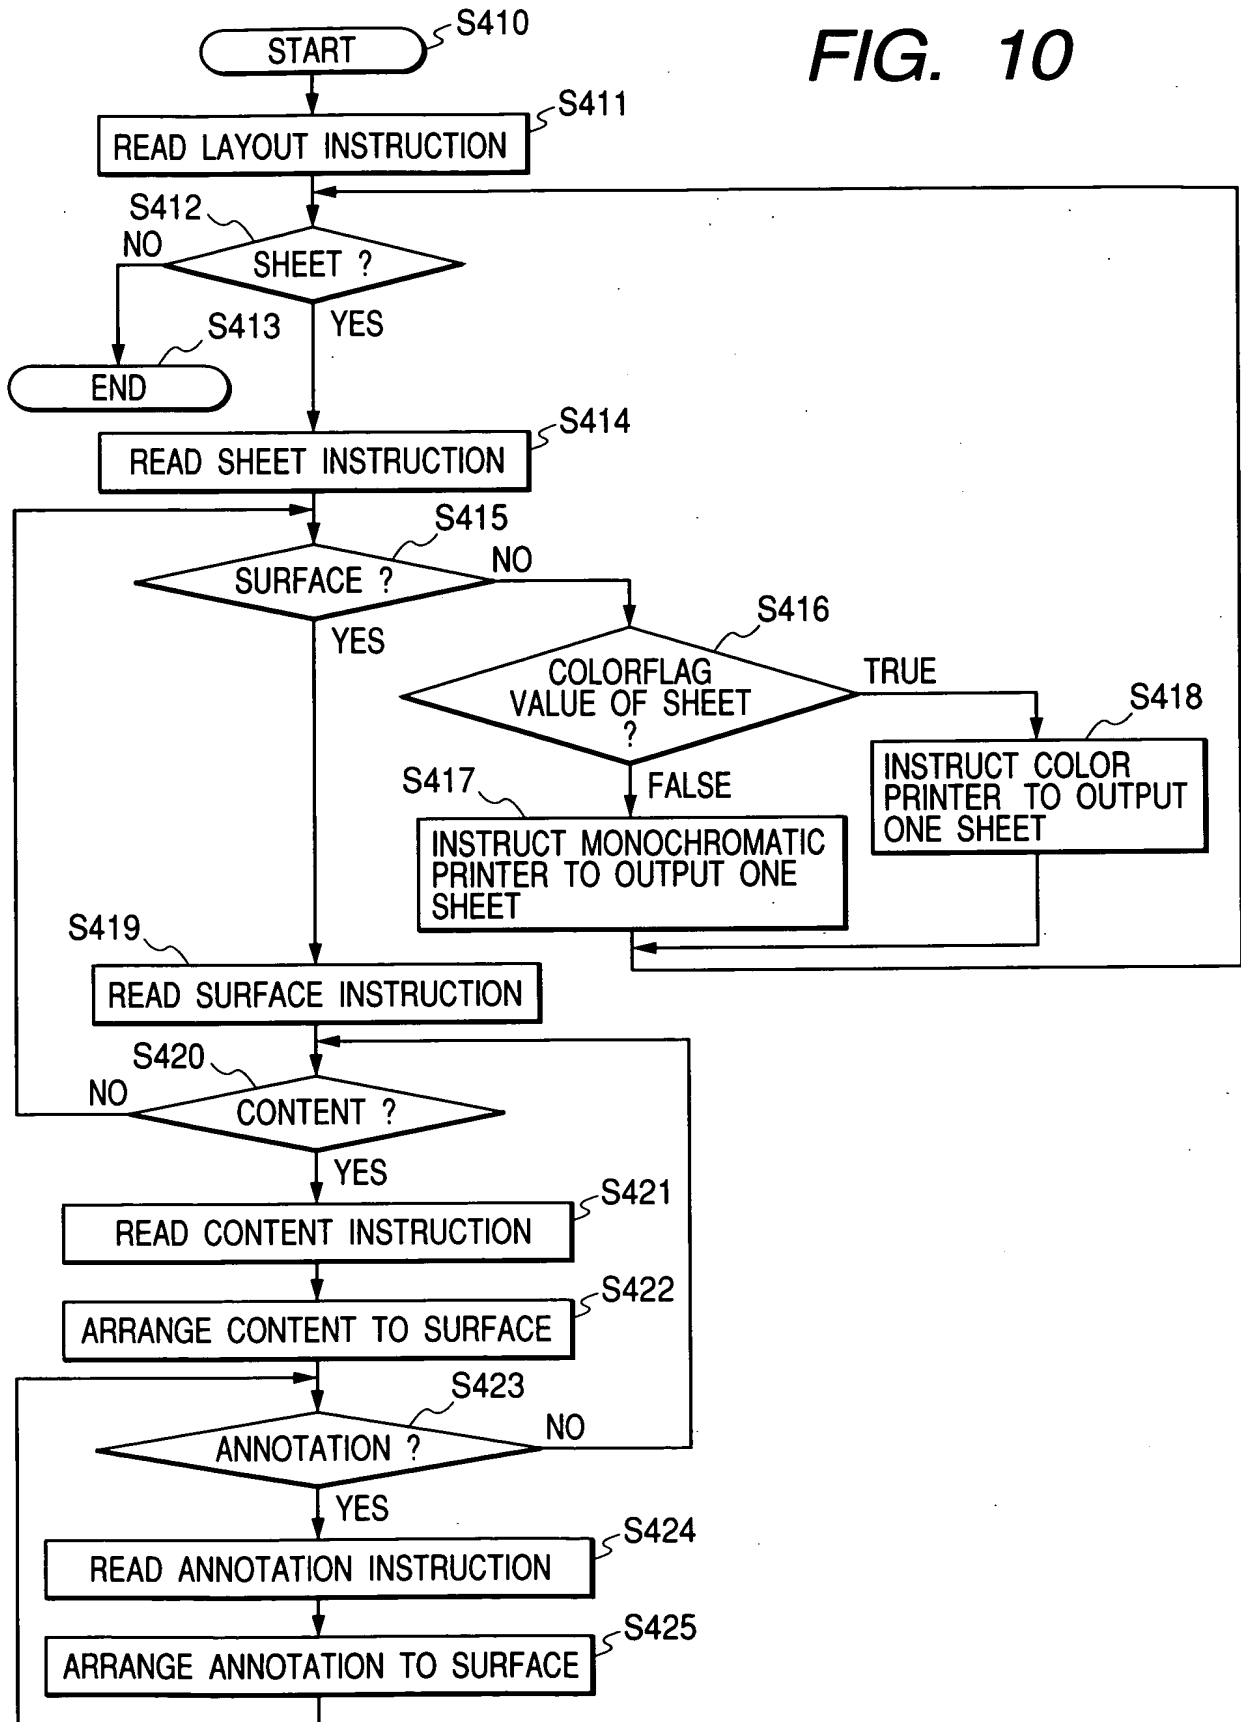 FIG. 10
START
S410
READ LAYOUT INSTRUCTION
S411
S412
NO
SHEET ?
YES
S413
END
S414
READ SHEET INSTRUCTION
S415
SURFACE ?
NO
YES
S416
COLORFLAG
VALUE OF SHEET
?
TRUE
FALSE
S418
INSTRUCT COLOR
PRINTER TO OUTPUT
ONE SHEET
S417
INSTRUCT MONOCHROMATIC
PRINTER TO OUTPUT ONE
SHEET
S419
READ SURFACE INSTRUCTION
S420
NO
CONTENT ?
YES
S421
READ CONTENT INSTRUCTION
S422
ARRANGE CONTENT TO SURFACE
S423
ANNOTATION ?
NO
YES
S424
READ ANNOTATION INSTRUCTION
S425
ARRANGE ANNOTATION TO SURFACE